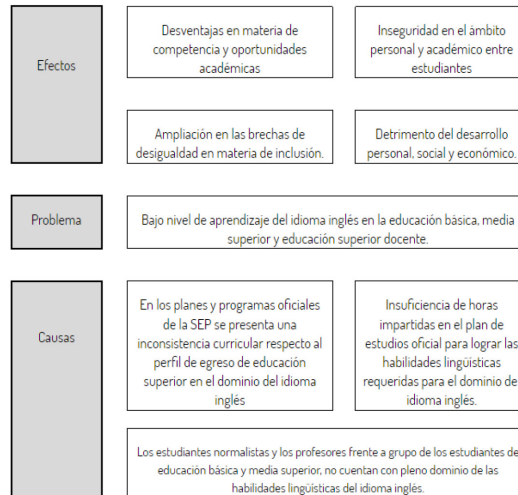 Efectos
Desventajas en materia de
competencia y oportunidades
académicas
Inseguridad en el ámbito
personal y académico entre
estudiantes
Ampliación en las brechas de
desigualdad en materia de inclusión.
Detrimento del desarrollo
personal, social y económico.
Problema
Bajo nivel de aprendizaje del idioma inglés en la educación básica, media
superior y educación superior docente.
Causas
En los planes y programas oficiales
de la SEP se presenta una
inconsistencia curricular respecto al
perfil de egreso de educación
superior en el dominio del idioma
inglés
Insuficiencia de horas
impartidas en el plan de
estudios oficial para lograr las
habilidades lingüísticas
requeridas para el dominio de
idioma inglés.
Los estudiantes normalistas y los profesores frente a grupo de los estudiantes de
educación básica y media superior, no cuentan con pleno dominio de las
habilidades lingüísticas del idioma inglés.